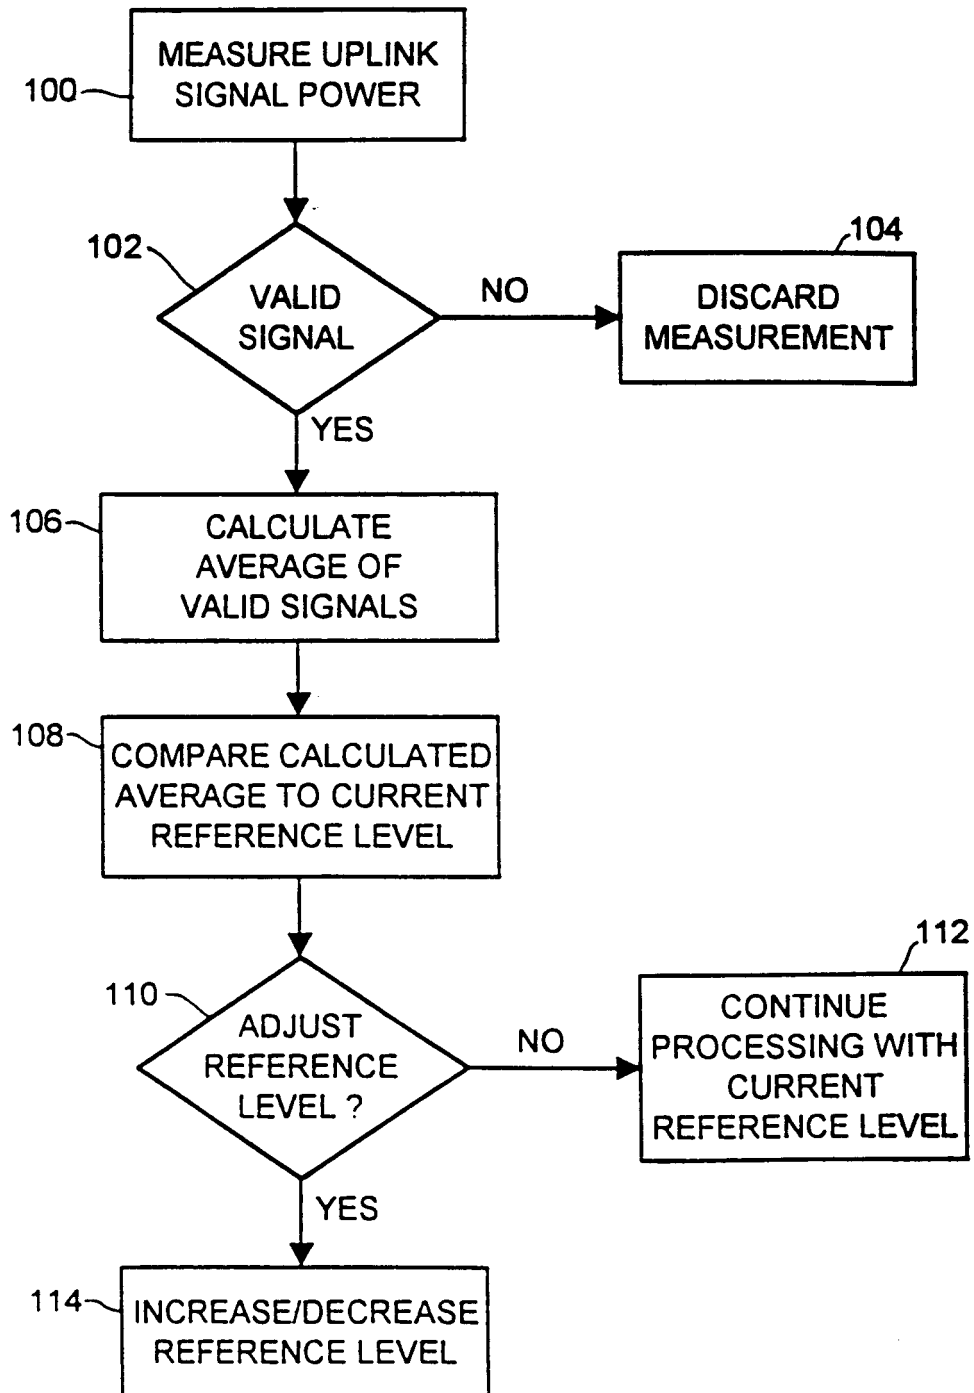 MEASURE UPLINK
SIGNAL POWER
100
102
VALID
SIGNAL
NO
104
DISCARD
MEASUREMENT
YES
106
CALCULATE
AVERAGE OF
VALID SIGNALS
108
COMPARE CALCULATED
AVERAGE TO CURRENT
REFERENCE LEVEL
110
ADJUST
REFERENCE
LEVEL ?
NO
112
CONTINUE
PROCESSING WITH
CURRENT
REFERENCE LEVEL
YES
114
INCREASE/DECREASE
REFERENCE LEVEL